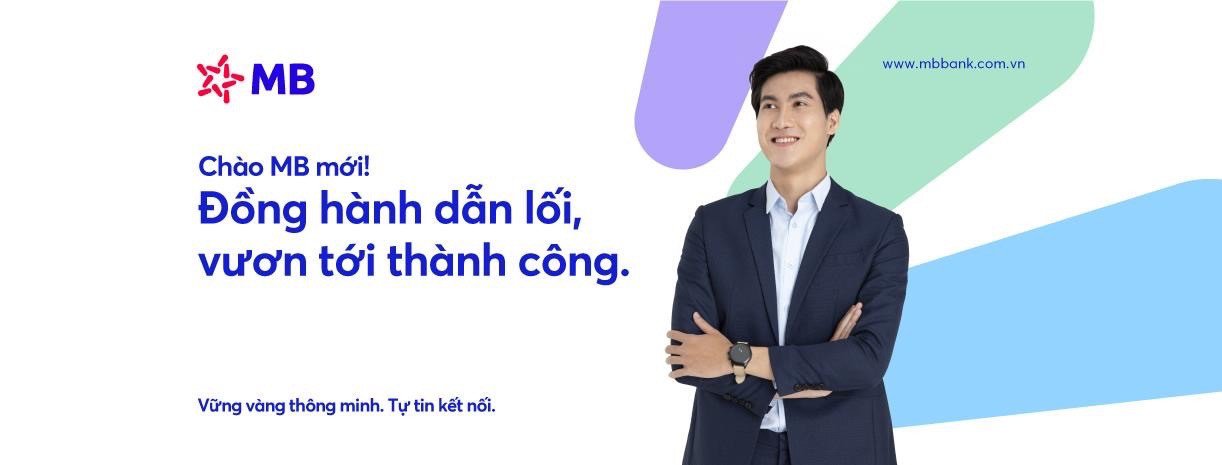 MB
www.mbbank.com.vn
Chào MB mới!
Đồng hành dẫn lối,
vươn tới thành công.
Vững vàng thông minh. Tự tin kết nối.